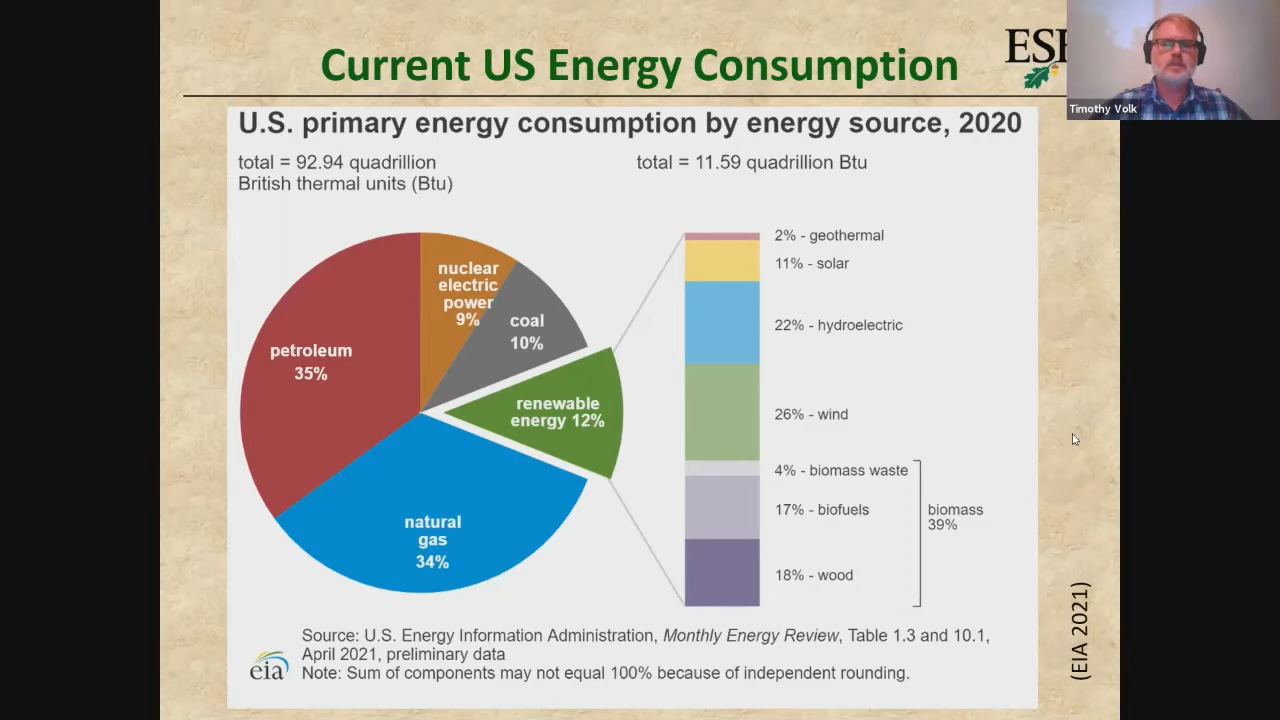 Current US Energy Consumption
Timothy Volk
U.S. primary energy consumption by energy source, 2020
total = 92.94 quadrillion
British thermal units (Btu)
total = 11.59 quadrillion Btu
nuclear
electric
power
9%
coal
10%
petroleum
35%
renewable
energy 12%
natural
gas
34%
2% - geothermal
11% - solar
22% - hydroelectric
26% - wind
4% - biomass waste
17% - biofuels
18% - wood
biomass
39%
Source: U.S. Energy Information Administration, Monthly Energy Review, Table 1.3 and 10.1,
April 2021, preliminary data
Note: Sum of components may not equal 100% because of independent rounding.
eia
(EIA 2021)